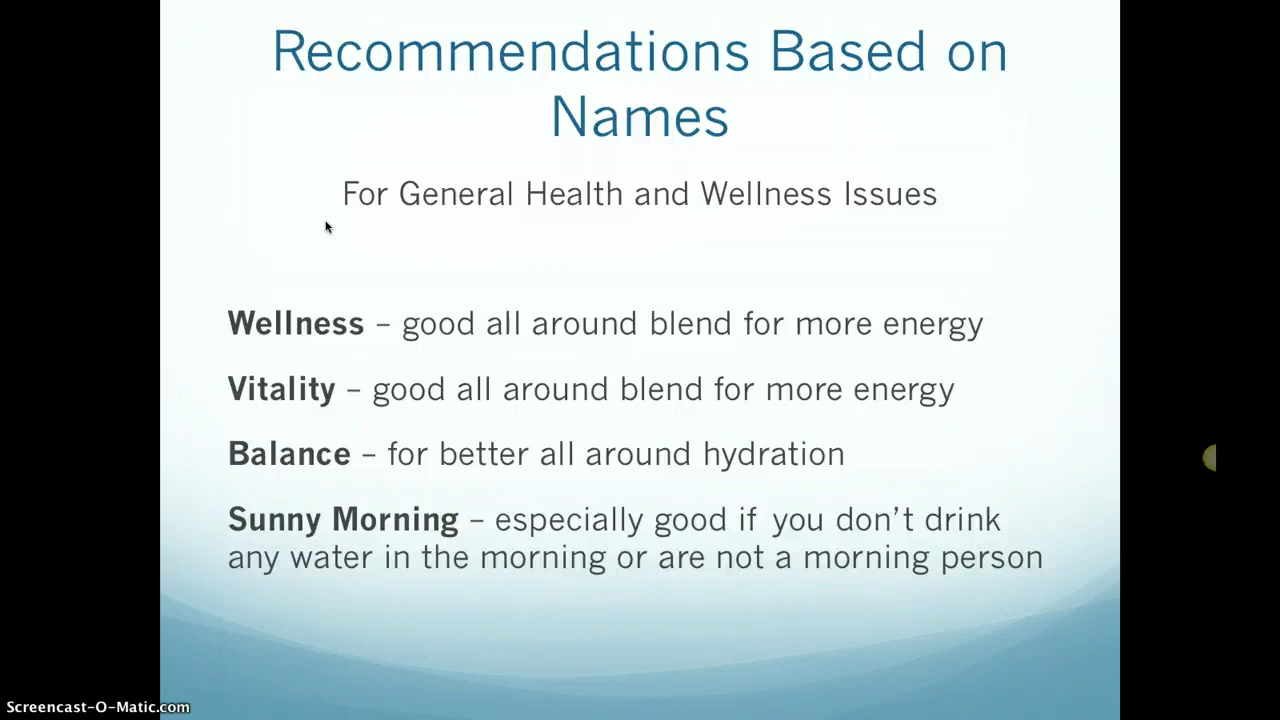 Recommendations Based on
Names
For General Health and Wellness Issues
Wellness – good all around blend for more energy
Vitality – good all around blend for more energy
Balance – for better all around hydration
Sunny Morning – especially good if you don’t drink
any water in the morning or are not a morning person
Screencast-O-Matic.com